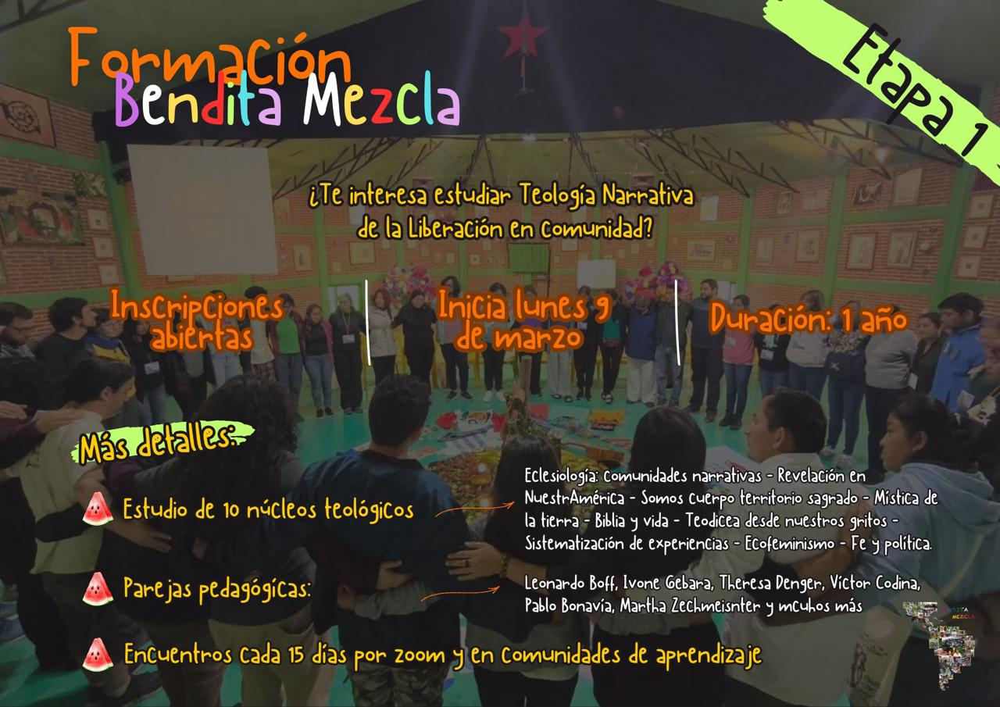 Formación
Bendita Mezcla
Etapa 1
¿Te interesa estudiar Teología Narrativa
de la Liberación en comunidad?
Inscripciones
abiertas
Inicia lunes 9
de marzo
Duración: 1 año
Más detalles:
Estudio de 10 núcleos teológicos
Eclesiología: Comunidades narrativas - Revelación en
NuestrAmérica - Somos cuerpo territorio sagrado - Mística de
la tierra - Biblia y vida - Teodicea desde nuestros gritos -
Sistematización de experiencias - Ecofeminismo - Fe y política.
Parejas pedagógicas:
Leonardo Boff, Ivone Gebara, Theresa Denger, Víctor Codina,
Pablo Bonavía, Martha Zechmeisnter y mcuhos más
Encuentros cada 15 días por zoom y en comunidades de aprendizaje
BENDITA
MEZCLA